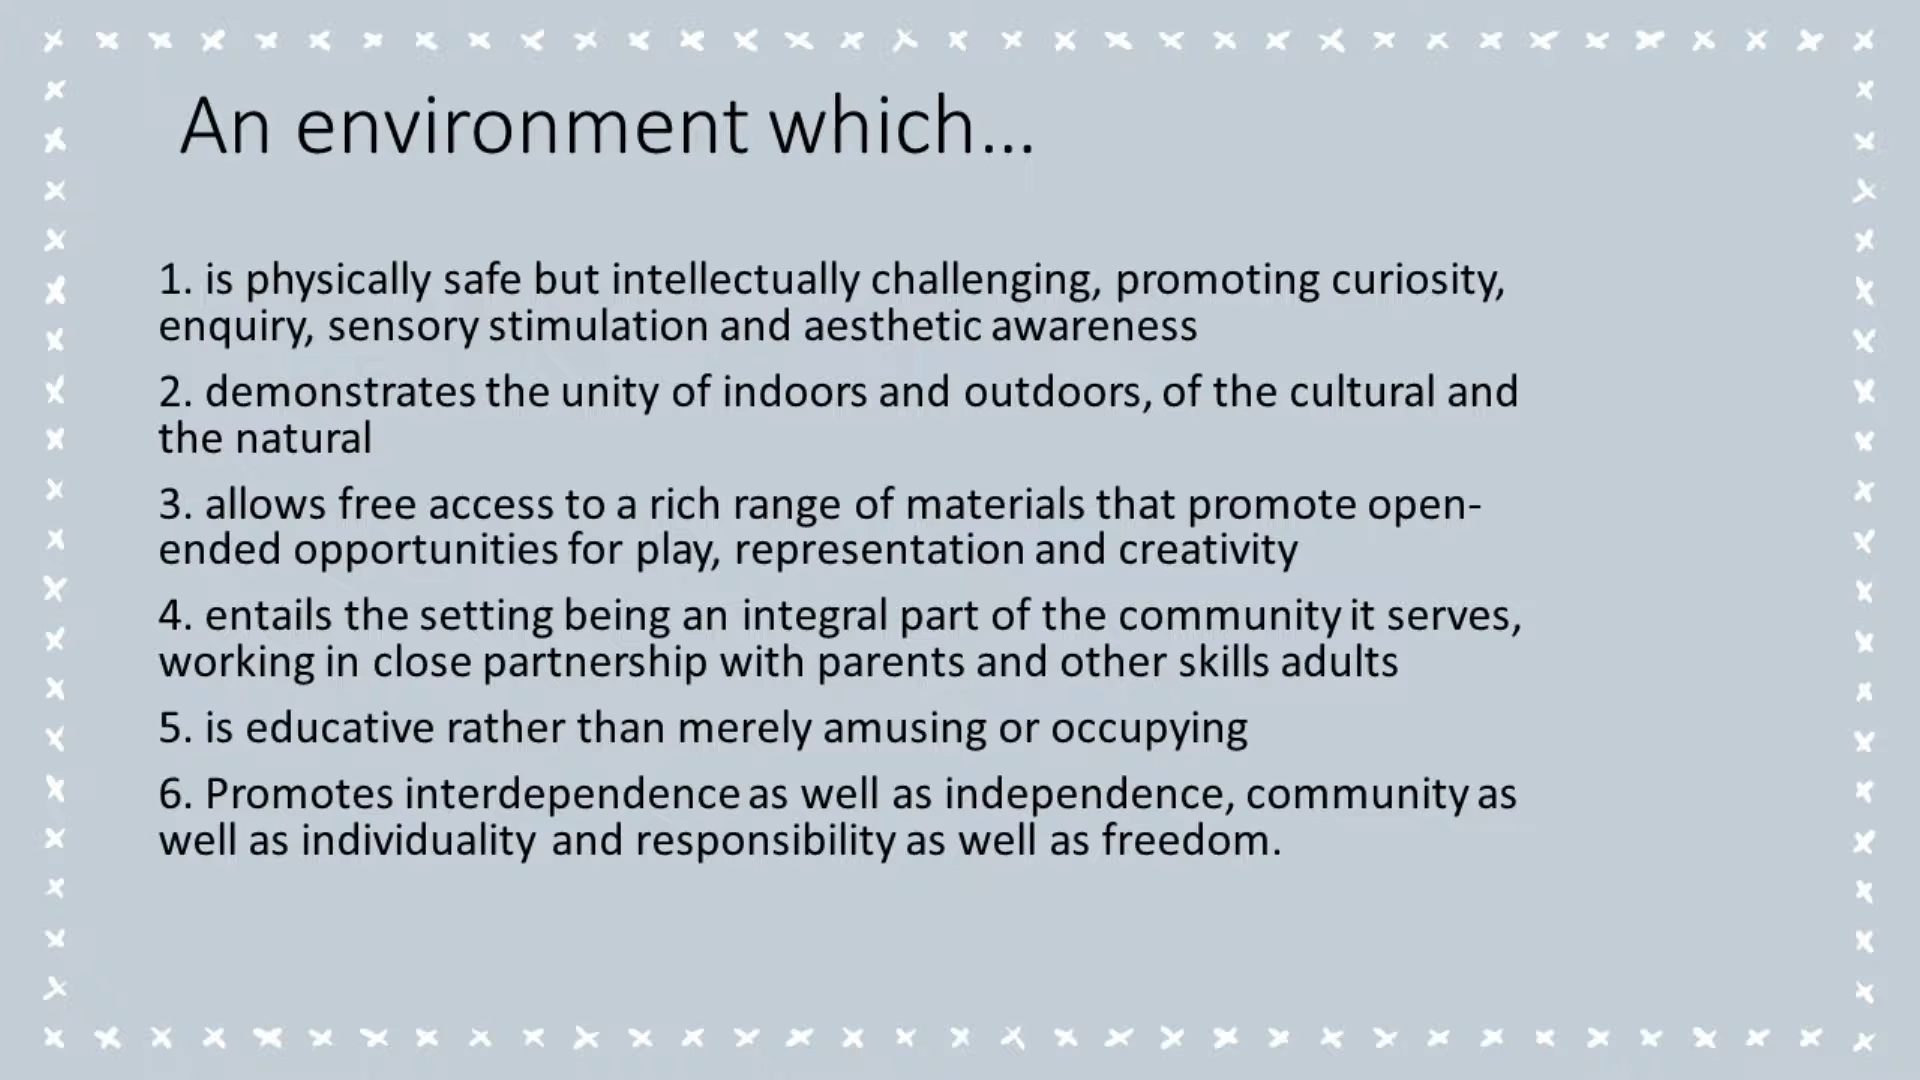 An environment which...
1. is physically safe but intellectually challenging, promoting curiosity,
enquiry, sensory stimulation and aesthetic awareness
2. demonstrates the unity of indoors and outdoors, of the cultural and
the natural
3. allows free access to a rich range of materials that promote open-
ended opportunities for play, representation and creativity
4. entails the setting being an integral part of the community it serves,
working in close partnership with parents and other skills adults
5. is educative rather than merely amusing or occupying
6. Promotes interdependence as well as independence, community as
well as individuality and responsibility as well as freedom.